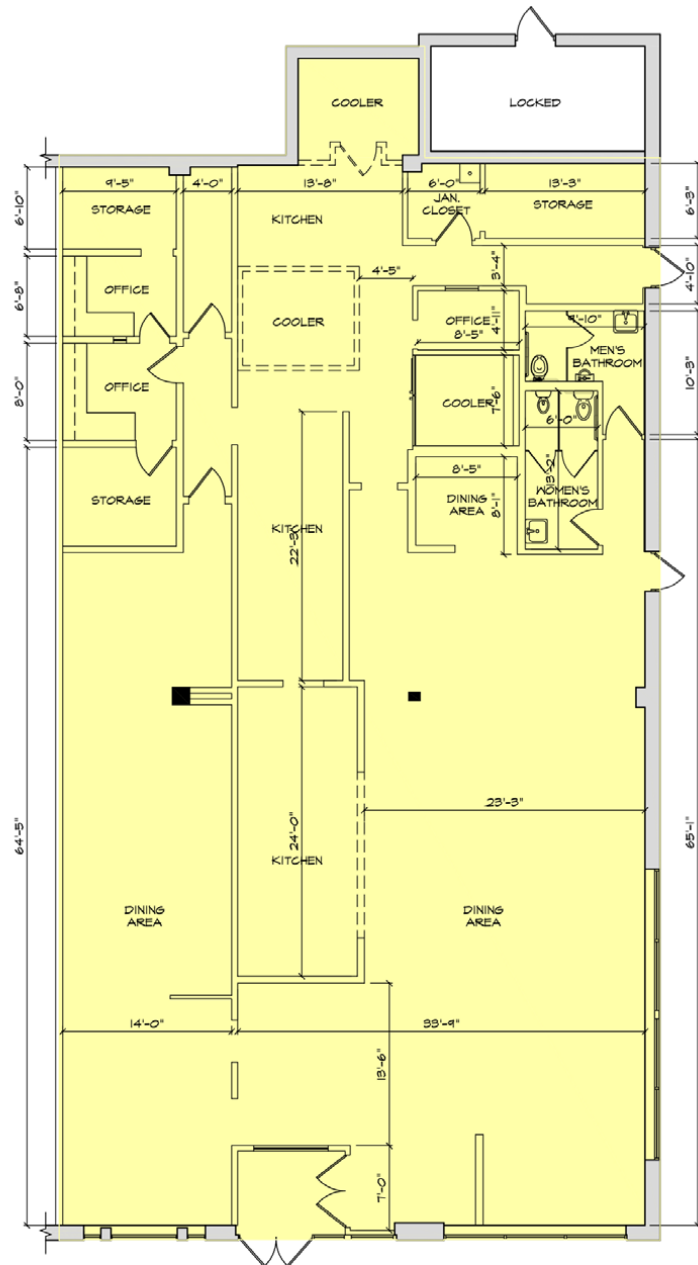 COOLER
LOCKED
9'-5"
4'-0"
13'-8"
6'-0"
13'-3"
6'-10"
STORAGE
KITCHEN
JAN.
CLOSET
STORAGE
6'-3"
4'-5"
3'-4"
4'-10"
6'-8"
OFFICE
COOLER
OFFICE
4'-11"
8'-5"
MEN'S
BATHROOM
10'-3"
8'-0"
OFFICE
COOLER
7'-6"
6'-0"
STORAGE
8'-5"
DINING
AREA
8'-1"
13'-2"
WOMEN'S
BATHROOM
KITCHEN
22'-3"
23'-3"
24'-0"
KITCHEN
64'-5"
65'-1"
DINING
AREA
DINING
AREA
14'-0"
33'-9"
13'-6"
7'-0"